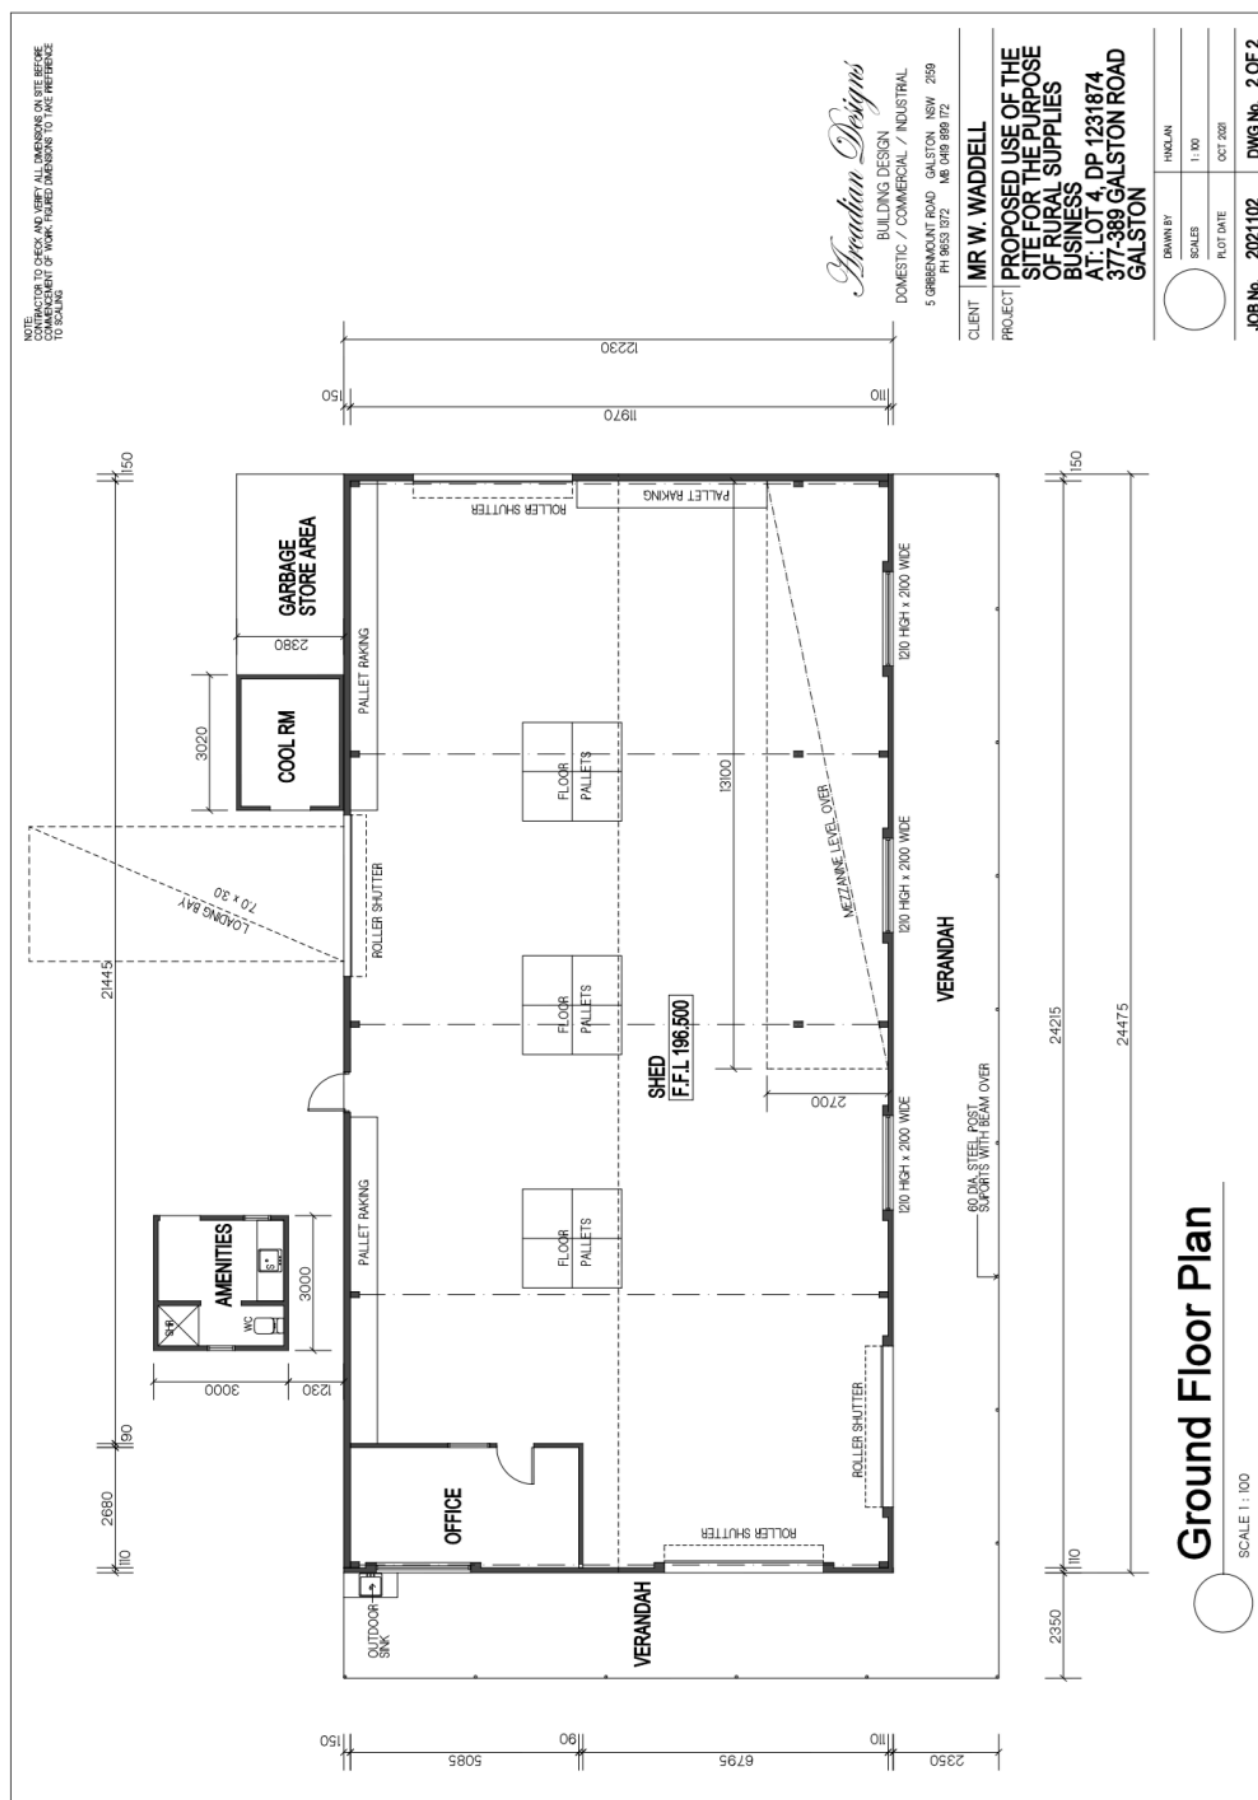 NOTE:
CONTRACTOR TO CHECK AND VERIFY ALL DIMENSIONS ON SITE BEFORE
COMMENCEMENT OF WORK. FIGURED DIMENSIONS TO TAKE PREFERENCE
TO SCALING
150
21445
90
2680
110
GARBAGE
STORE AREA
2380
3020
COOL RM
LOADING BAY
7.0 x 3.0
AMENITIES
SHR
WC
S"
3000
3000
1230
PALLET RAKING
ROLLER SHUTTER
PALLET RAKING
ROLLER SHUTTER
PALLET RAKING
FLOOR
PALLETS
FLOOR
PALLETS
FLOOR
PALLETS
13100
MEZZANINE LEVEL OVER
2700
SHED
F.F.L 196.500
OFFICE
OUTDOOR
SINK
ROLLER SHUTTER
ROLLER SHUTTER
1210 HIGH x 2100 WIDE
1210 HIGH x 2100 WIDE
1210 HIGH x 2100 WIDE
VERANDAH
VERANDAH
60 DIA. STEEL POST
SUPORTS WITH BEAM OVER
150
11970
110
12230
150
5085
90
6795
110
2350
150
24215
110
24475
2350
Ground Floor Plan
SCALE 1 : 100
Arcadian Designs
BUILDING DESIGN
DOMESTIC / COMMERCIAL / INDUSTRIAL
5 GRIBBENMOUNT ROAD GALSTON NSW 2159
PH 9653 1372 MB 0419 899 172
CLIENT MR W. WADDELL
PROJECT PROPOSED USE OF THE
SITE FOR THE PURPOSE
OF RURAL SUPPLIES
BUSINESS
AT: LOT 4, DP 1231874
377-389 GALSTON ROAD
GALSTON
DRAWN BY H.NOLAN
SCALES 1 : 100
PLOT DATE OCT 2021
JOB No. 2021102 DWG No. 2 OF 2